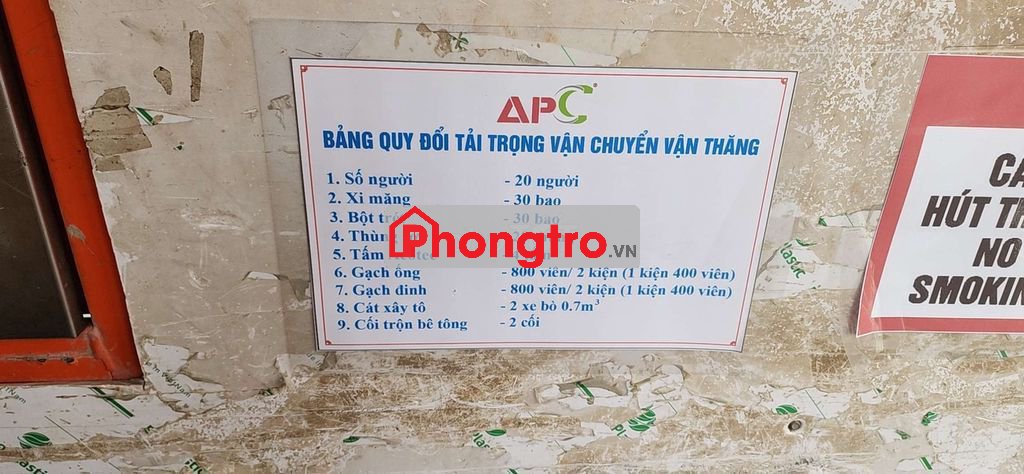 APC
BẢNG QUY ĐỔI TẢI TRỌNG VẬN CHUYỂN VẬN THĂNG
1. Số người - 20 người
2. Xi măng - 30 bao
3. Bột - 30 bao
4. Thùng
5. Tấm
6. Gạch ống - 800 viên/ 2 kiện (1 kiện 400 viên)
7. Gạch đinh - 800 viên/ 2 kiện (1 kiện 400 viên)
8. Cát xây tô - 2 xe bò 0.7m³
9. Cối trộn bê tông - 2 cối
Phongtro.VN
HÚT
NO